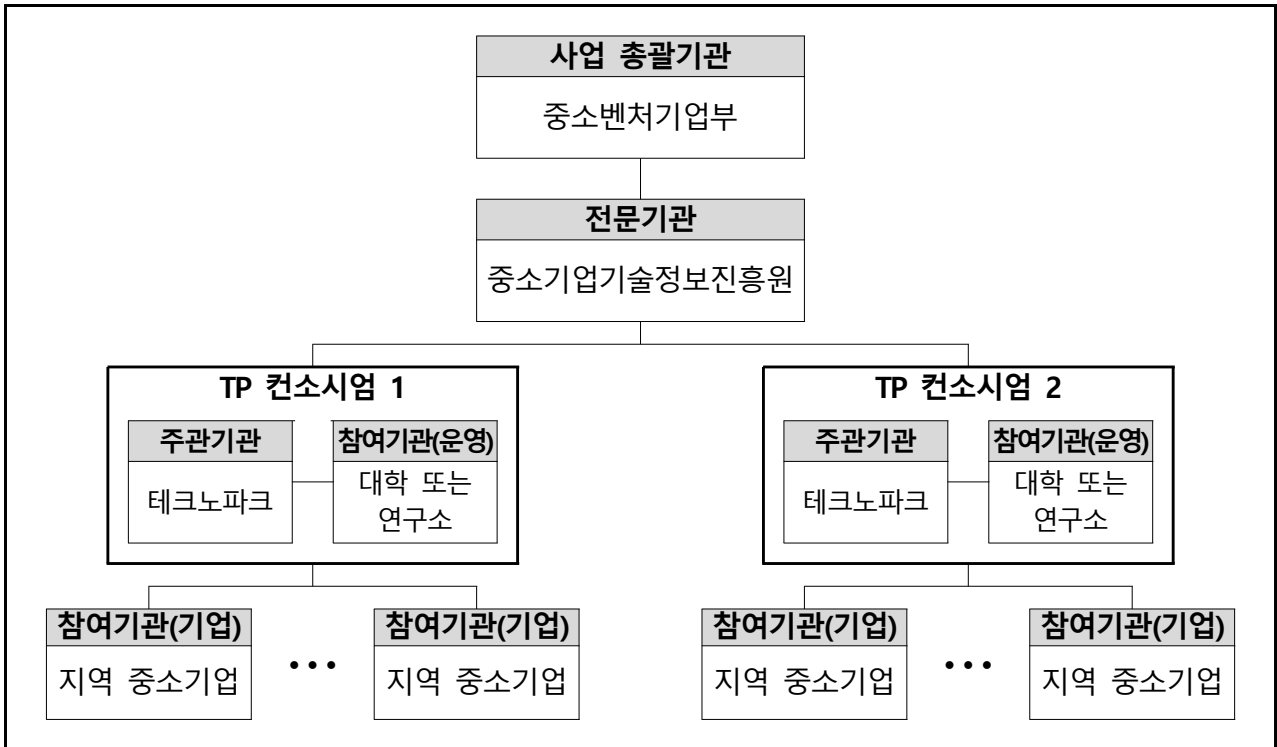 사업 총괄기관
중소벤처기업부
전문기관
중소기업기술정보진흥원
TP 컨소시엄 1
주관기관
테크노파크
참여기관(운영)
대학 또는
연구소
TP 컨소시엄 2
주관기관
테크노파크
참여기관(운영)
대학 또는
연구소
참여기관(기업)
지역 중소기업
•••
참여기관(기업)
지역 중소기업
참여기관(기업)
지역 중소기업
•••
참여기관(기업)
지역 중소기업